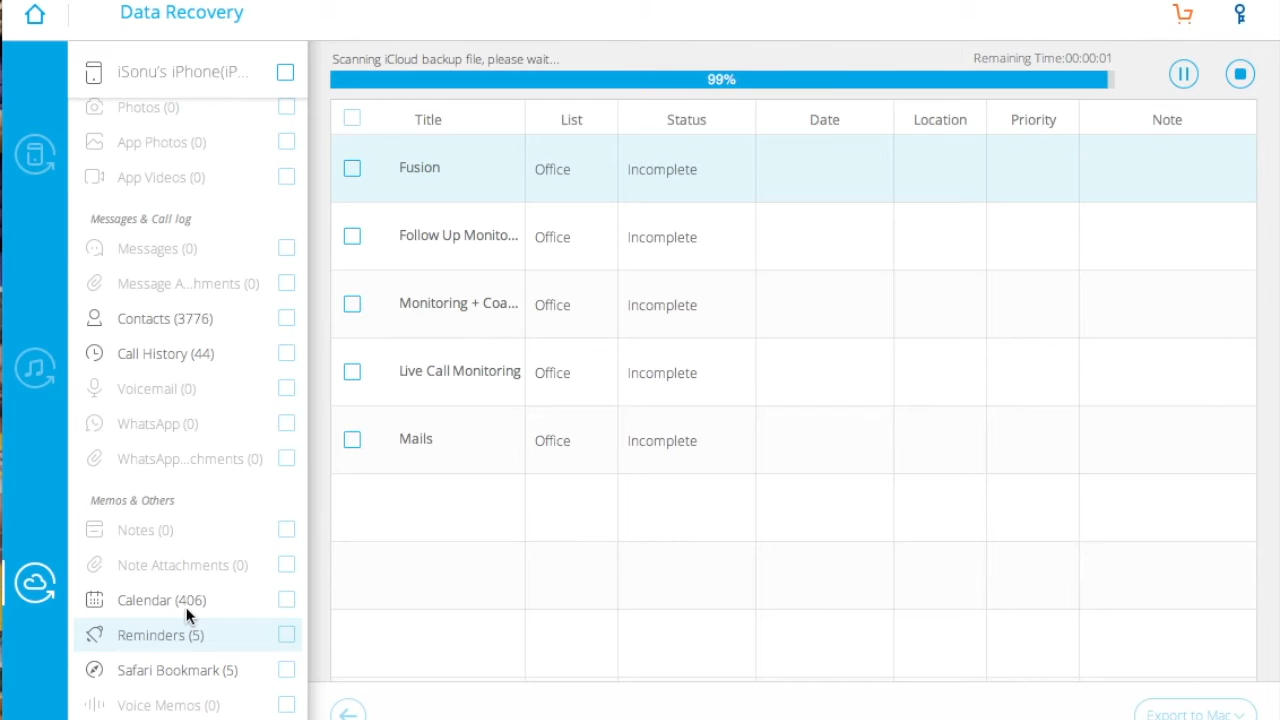 Data Recovery
iSonu's iPhone(iP...
Photos (0)
App Photos (0)
App Videos (0)
Messages & Call log
Messages (0)
Message A...hments (0)
Contacts (3776)
Call History (44)
Voicemail (0)
WhatsApp (0)
WhatsApp...chments (0)
Memos & Others
Notes (0)
Note Attachments (0)
Calendar (406)
Reminders (5)
Safari Bookmark (5)
Voice Memos (0)
Scanning iCloud backup file, please wait...
Remaining Time:00:00:01
99%
Title List Status Date Location Priority Note
Fusion Office Incomplete
Follow Up Monito... Office Incomplete
Monitoring + Coa... Office Incomplete
Live Call Monitoring Office Incomplete
Mails Office Incomplete
Export to Mac